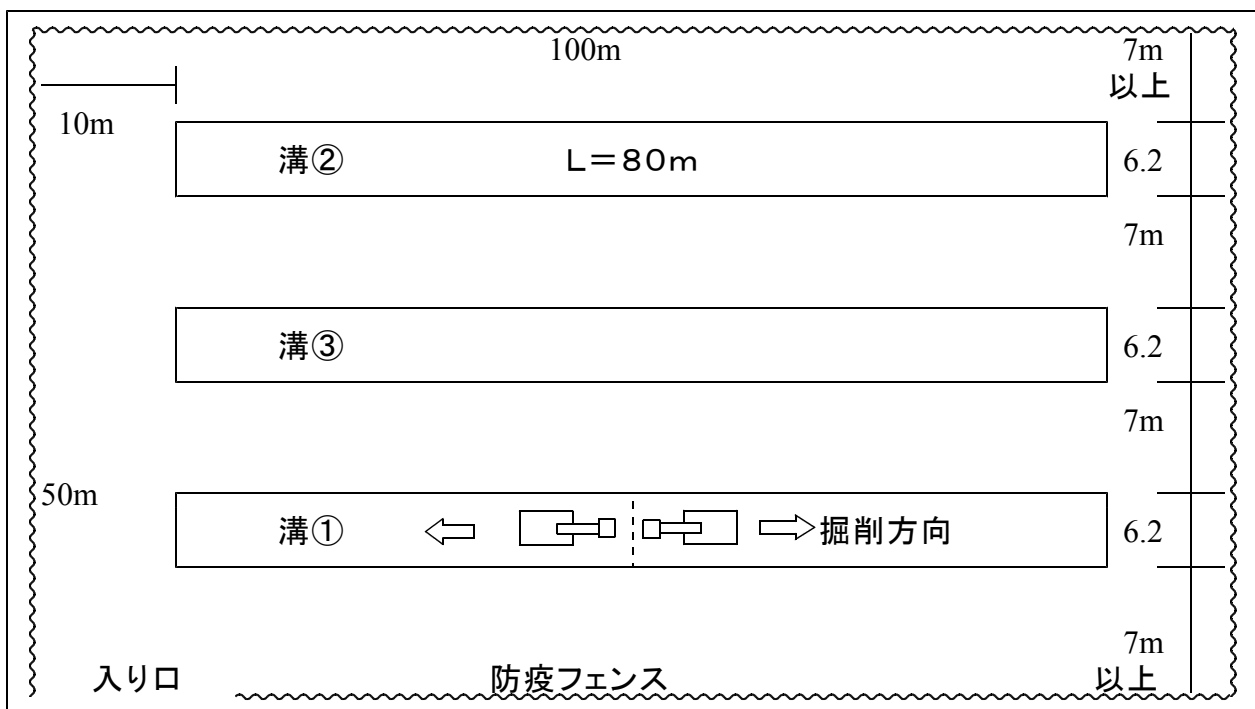 100m
7m
以上
10m
溝② L=80m 6.2
7m
溝③ 6.2
7m
50m
溝① 掘削方向 6.2
7m
入り口 防疫フェンス 以上